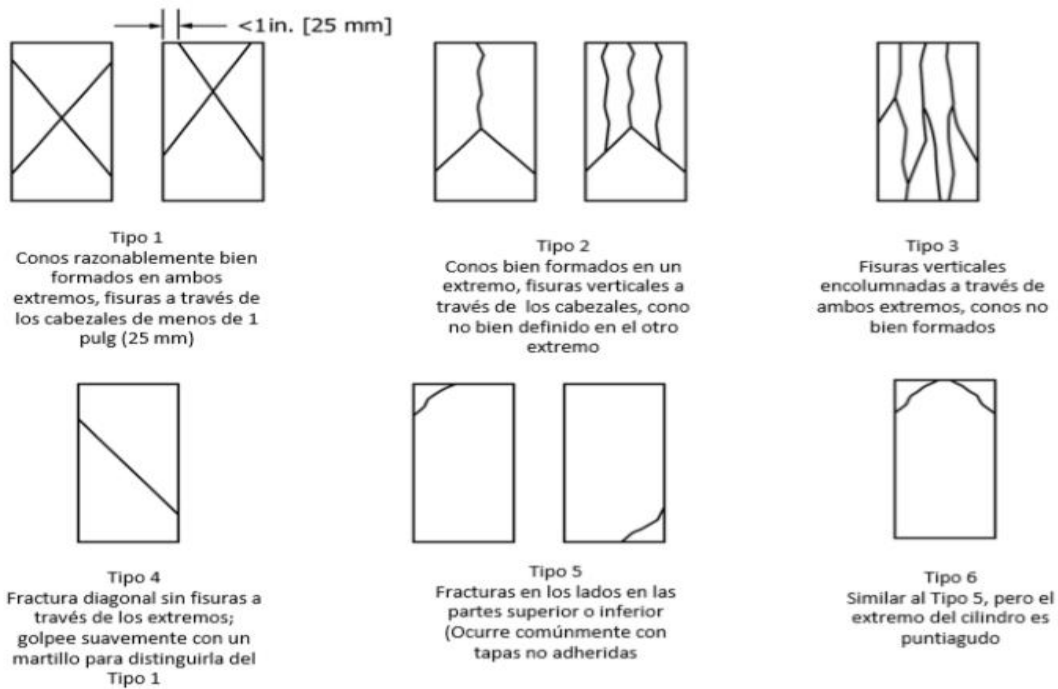 <1in. [25 mm]
Tipo 1
Conos razonablemente bien
formados en ambos
extremos, fisuras a través de
los cabezales de menos de 1
pulg (25 mm)
Tipo 2
Conos bien formados en un
extremo, fisuras verticales a
través de los cabezales, cono
no bien definido en el otro
extremo
Tipo 3
Fisuras verticales
encolumnadas a través de
ambos extremos, conos no
bien formados
Tipo 4
Fractura diagonal sin fisuras a
través de los extremos;
golpee suavemente con un
martillo para distinguirla del
Tipo 1
Tipo 5
Fracturas en los lados en las
partes superior o inferior
(Ocurre comúnmente con
tapas no adheridas
Tipo 6
Similar al Tipo 5, pero el
extremo del cilindro es
puntiagudo